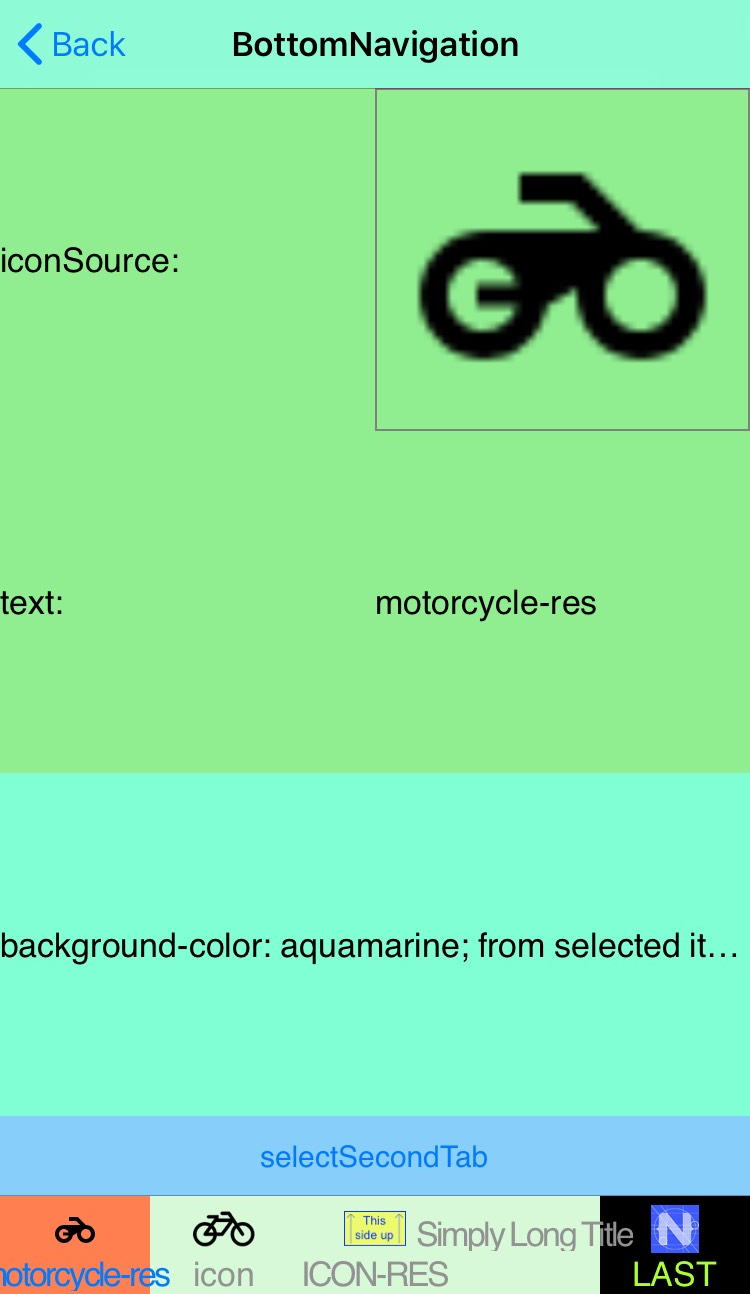 Back
BottomNavigation
iconSource:
text:
motorcycle-res
background-color: aquamarine; from selected it...
selectSecondTab
This
side up
Simply Long Title
N
notorcycle-res
icon
ICON-RES
LAST